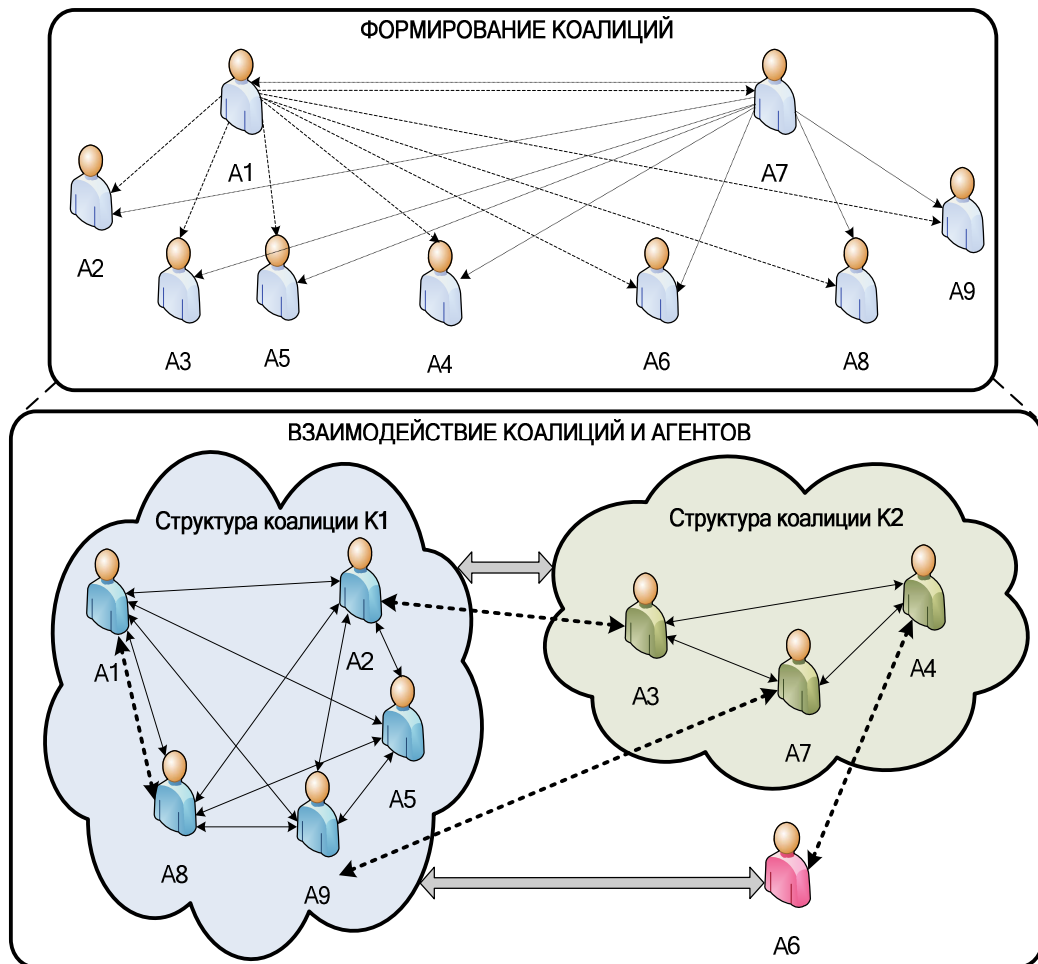 ФОРМИРОВАНИЕ КОАЛИЦИЙ
A1
A7
A2
A9
A3
A5
A4
A6
A8
ВЗАИМОДЕЙСТВИЕ КОАЛИЦИЙ И АГЕНТОВ
Структура коалиции К1
Структура коалиции К2
A1
A2
A3
A4
A7
A5
A8
A9
A6